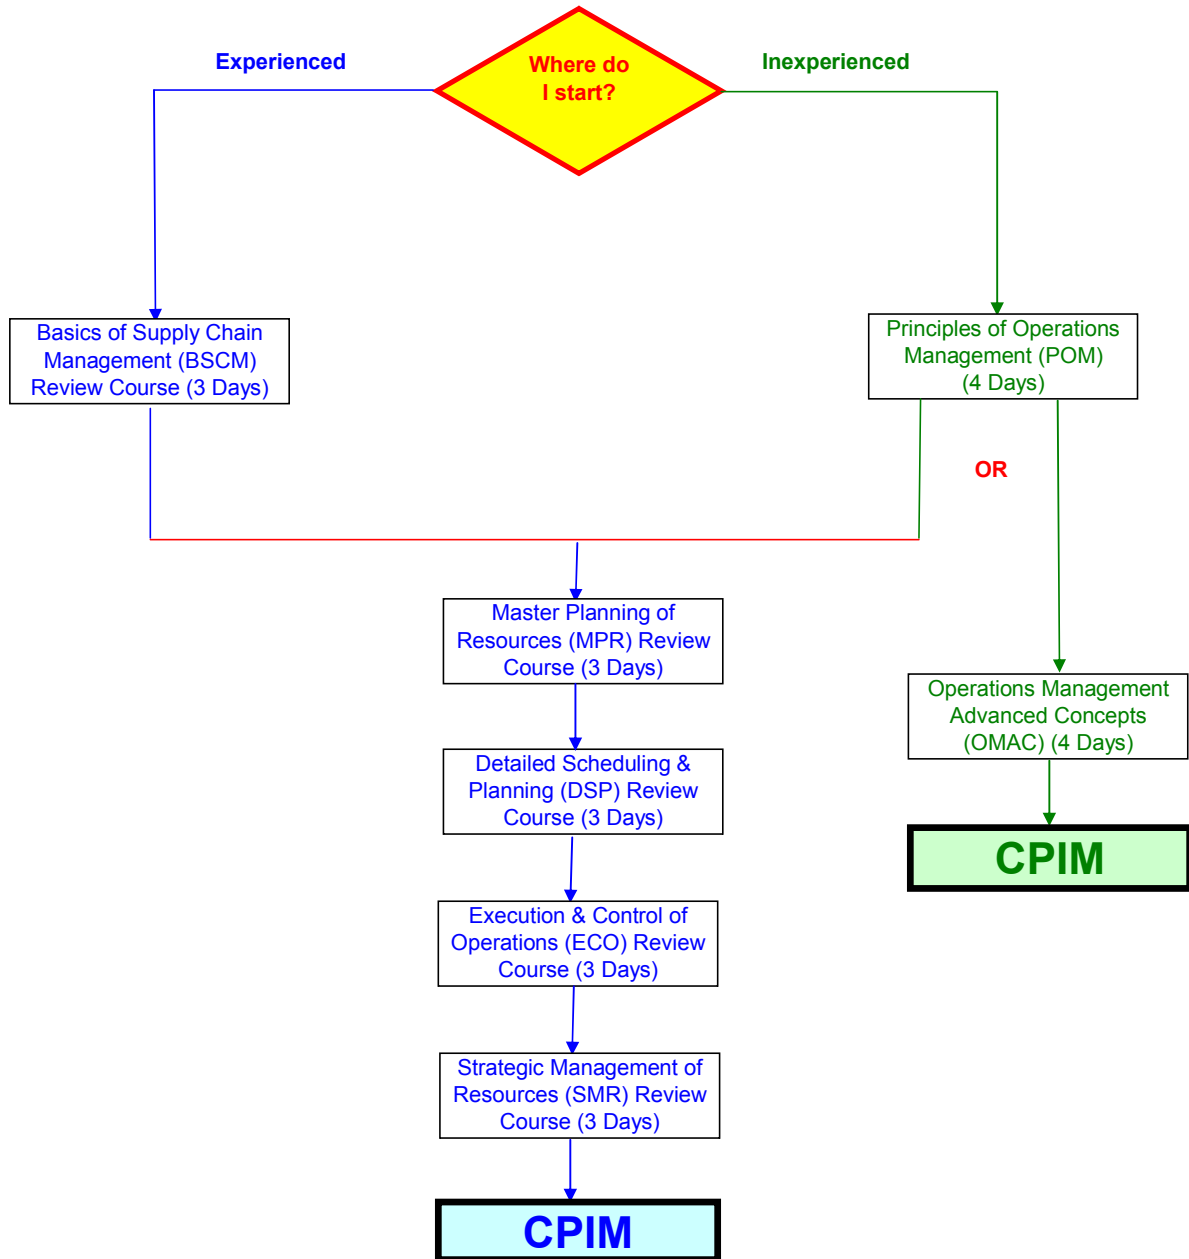 Experienced
Where do
I start?
Inexperienced
Basics of Supply Chain
Management (BSCM)
Review Course (3 Days)
Principles of Operations
Management (POM)
(4 Days)
OR
Master Planning of
Resources (MPR) Review
Course (3 Days)
Operations Management
Advanced Concepts
(OMAC) (4 Days)
Detailed Scheduling &
Planning (DSP) Review
Course (3 Days)
CPIM
Execution & Control of
Operations (ECO) Review
Course (3 Days)
Strategic Management of
Resources (SMR) Review
Course (3 Days)
CPIM